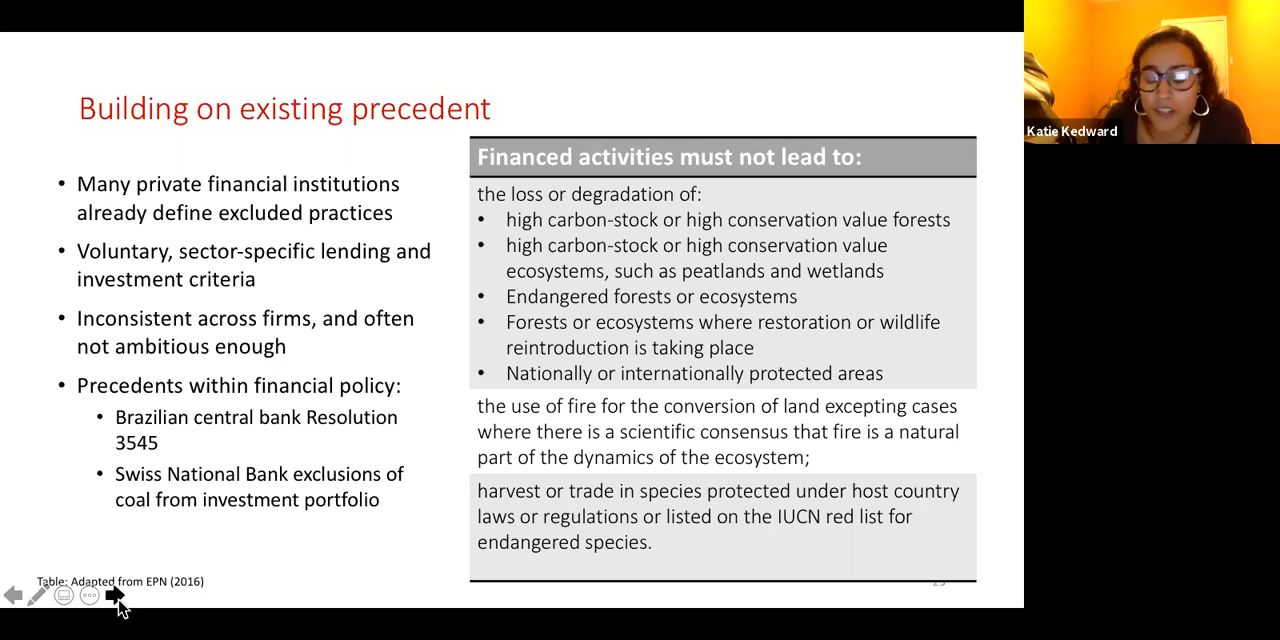 Building on existing precedent
• Many private financial institutions
already define excluded practices
• Voluntary, sector-specific lending and
investment criteria
• Inconsistent across firms, and often
not ambitious enough
• Precedents within financial policy:
• Brazilian central bank Resolution
3545
• Swiss National Bank exclusions of
coal from investment portfolio
Financed activities must not lead to:
the loss or degradation of:
• high carbon-stock or high conservation value forests
• high carbon-stock or high conservation value
ecosystems, such as peatlands and wetlands
• Endangered forests or ecosystems
• Forests or ecosystems where restoration or wildlife
reintroduction is taking place
• Nationally or internationally protected areas
the use of fire for the conversion of land excepting cases
where there is a scientific consensus that fire is a natural
part of the dynamics of the ecosystem;
harvest or trade in species protected under host country
laws or regulations or listed on the IUCN red list for
endangered species.
Table: Adapted from EPN (2016)
Katie Kedward